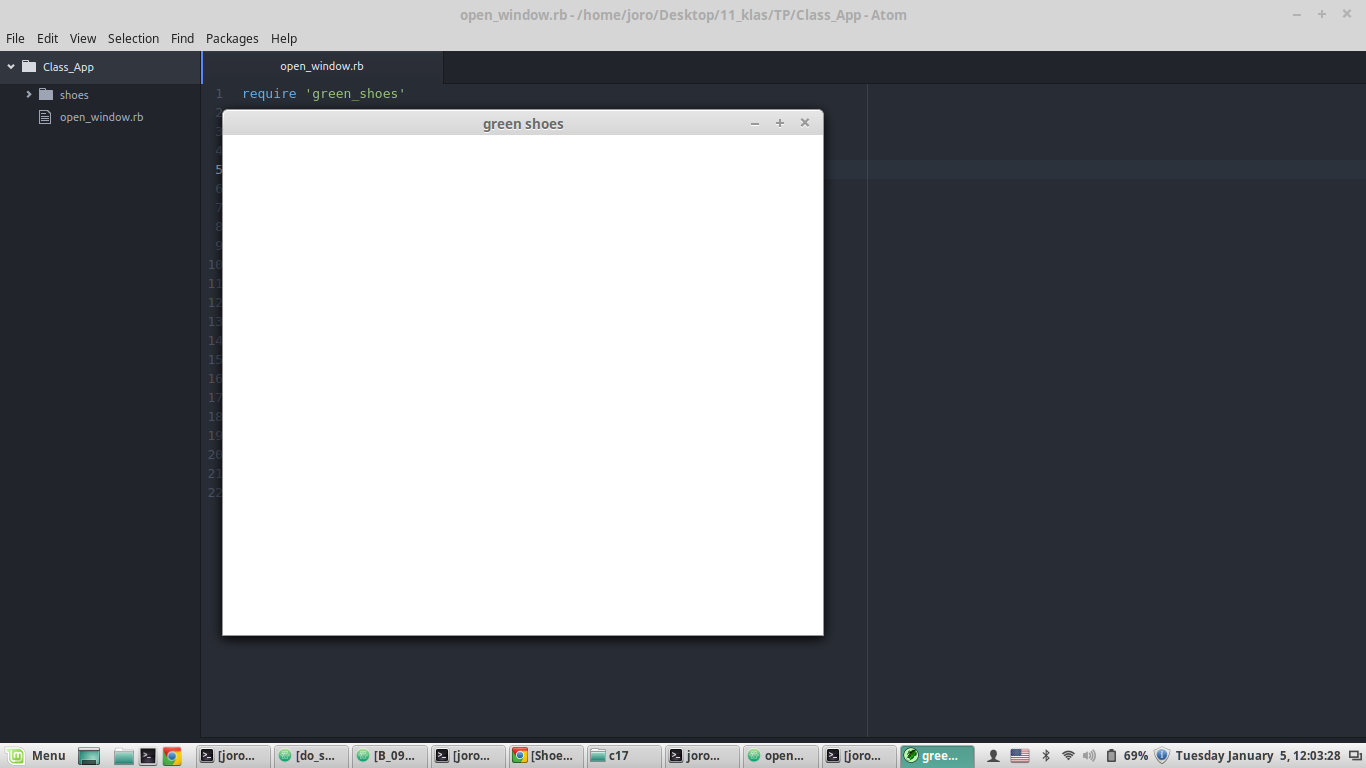 open_window.rb - /home/joro/Desktop/11_klas/TP/Class_App - Atom
File Edit View Selection Find Packages Help
Class_App
open_window.rb
shoes
open_window.rb
1 require 'green_shoes'
2
green shoes
3
4
5
6
7
8
9
10
11
12
13
14
15
16
17
18
19
20
21
22
Menu [joro... [do_s... [B_09... [joro... [Shoe... c17 joro... open... [joro... gree... 69% Tuesday January 5, 12:03:28